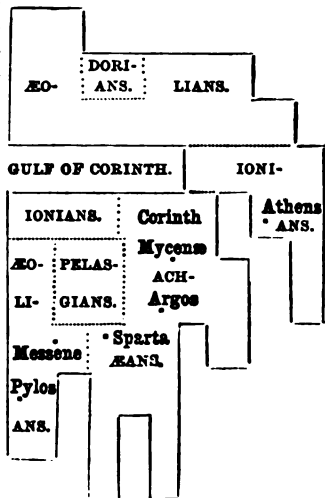 DORI-
ÆO- ANS. LIANS.
GULF OF CORINTH. IONI-
IONIANS. Corinth Athens
ANS.
Mycenæ
ÆO- PELAS- ACH-
LI- GIANS. Argos
Messene Sparta
ÆANS.
Pylos
ANS.